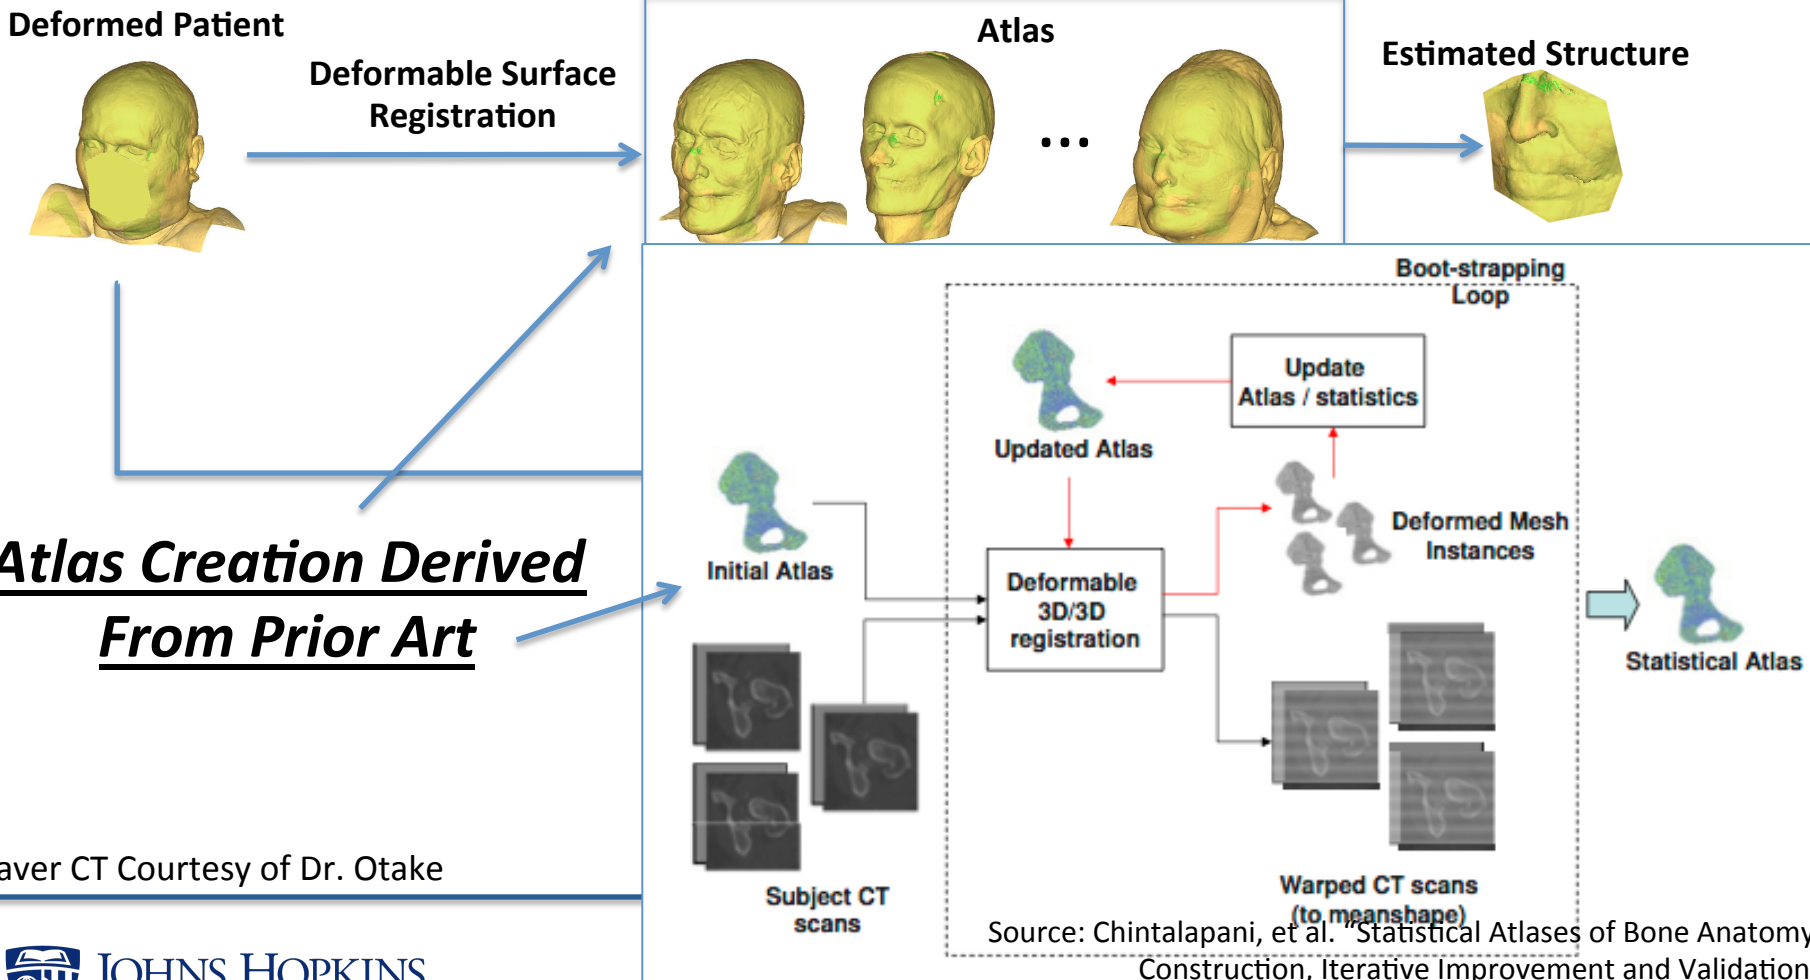 Deformed Patient
Deformable Surface
Registration
Atlas
...
Estimated Structure
Boot-strapping
Loop
Update
Atlas / statistics
Updated Atlas
Initial Atlas
Deformed Mesh
Instances
Deformable
3D/3D
registration
Statistical Atlas
Atlas Creation Derived
From Prior Art
aver CT Courtesy of Dr. Otake
Subject CT
scans
Warped CT scans
(to meanshape)
Source: Chintalapani, et al. “Statistical Atlases of Bone Anatomy
Construction, Iterative Improvement and Validation
JOHNS HOPKINS